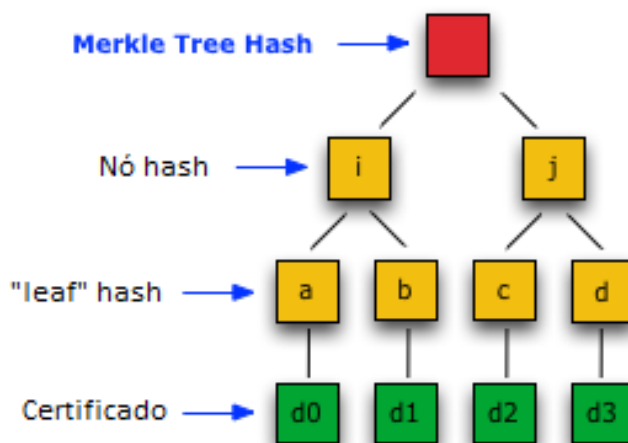 Merkle Tree Hash
Nó hash
i
j
"leaf" hash
a
b
c
d
Certificado
d0
d1
d2
d3